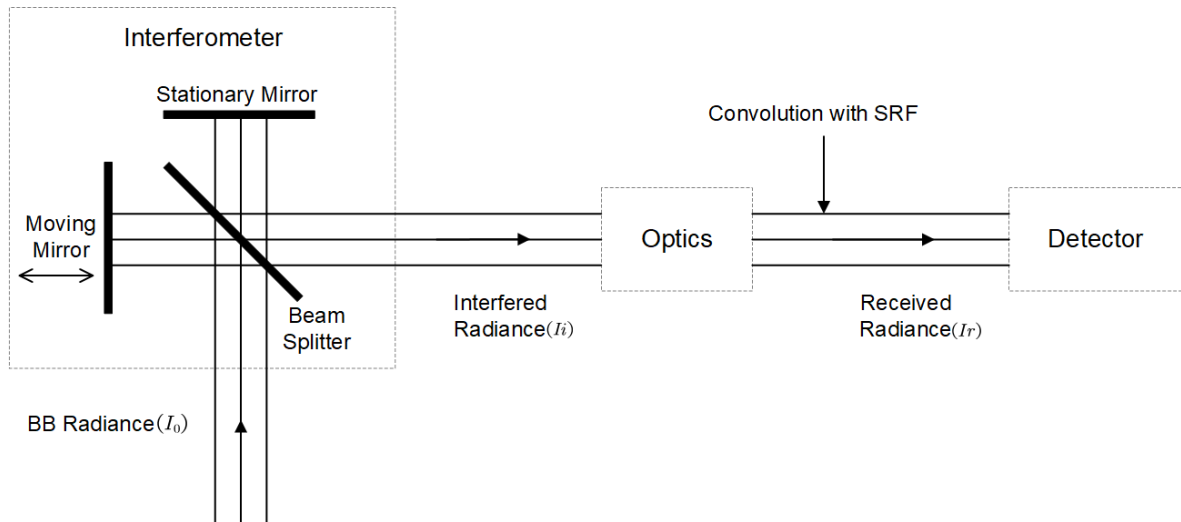 Interferometer
Stationary Mirror
Convolution with SRF
Moving
Mirror
Optics
Detector
Beam
Splitter
Interfered
Radiance(Ii)
Received
Radiance(Ir)
BB Radiance(I₀)